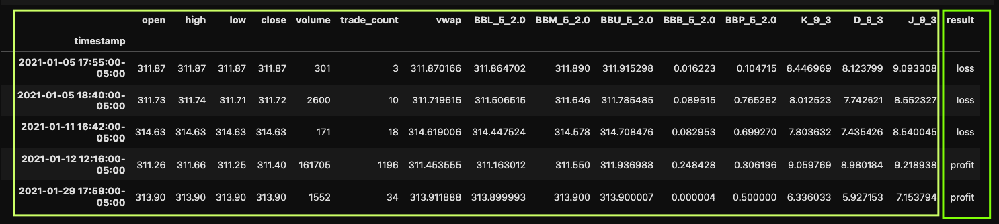 open high low close volume trade_count vwap BBL_5_2.0 BBM_5_2.0 BBU_5_2.0 BBB_5_2.0 BBP_5_2.0 K_9_3 D_9_3 J_9_3 result
timestamp
2021-01-05 17:55:00-05:00 311.87 311.87 311.87 311.87 301 3 311.870166 311.864702 311.890 311.915298 0.016223 0.104715 8.446969 8.123799 9.093308 loss
2021-01-05 18:40:00-05:00 311.73 311.74 311.71 311.72 2600 10 311.719615 311.506515 311.646 311.785485 0.089515 0.765262 8.012523 7.742621 8.552327 loss
2021-01-11 16:42:00-05:00 314.63 314.63 314.63 314.63 171 18 314.619006 314.447524 314.578 314.708476 0.082953 0.699270 7.803632 7.435426 8.540045 loss
2021-01-12 12:16:00-05:00 311.26 311.66 311.25 311.40 161705 1196 311.453555 311.163012 311.550 311.936988 0.248428 0.306196 9.059769 8.980184 9.218938 profit
2021-01-29 17:59:00-05:00 313.90 313.90 313.90 313.90 1552 34 313.911888 313.899993 313.900 313.900007 0.000004 0.500000 6.336033 5.927153 7.153794 profit